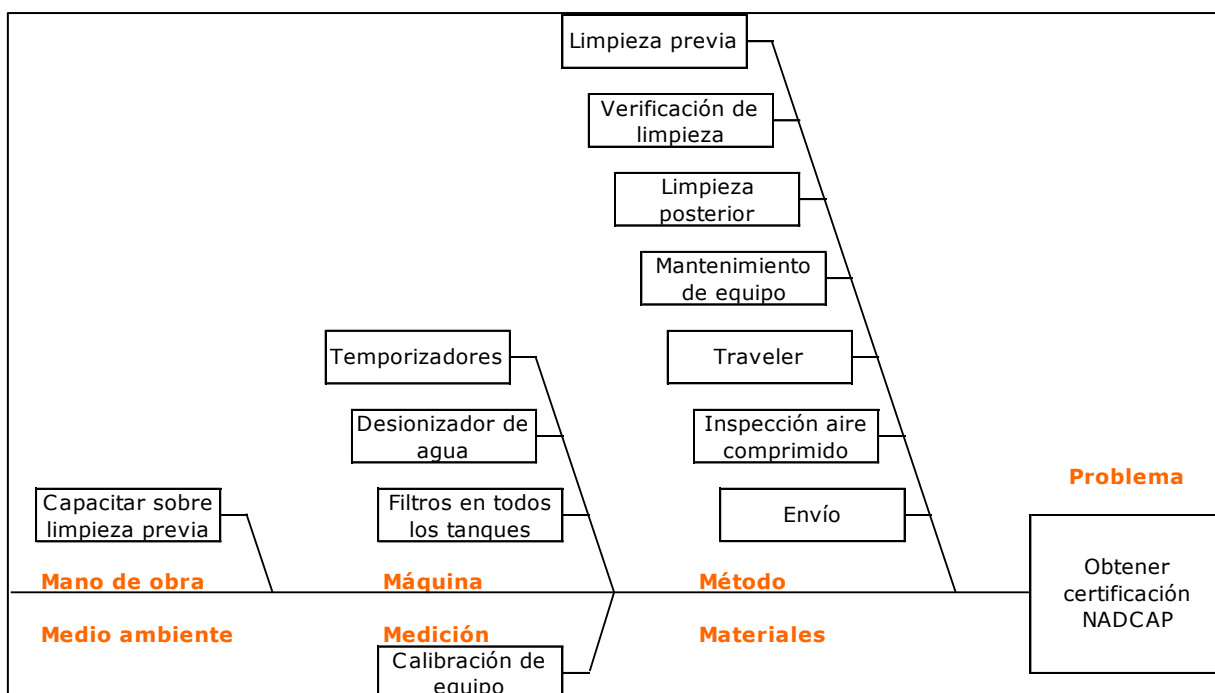 Limpieza previa
Verificación de
limpieza
Limpieza
posterior
Mantenimiento
de equipo
Temporizadores
Traveler
Desionizador de
agua
Inspección aire
comprimido
Problema
Capacitar sobre
limpieza previa
Filtros en todos
los tanques
Envío
Obtener
certificación
NADCAP
Mano de obra
Máquina
Método
Medio ambiente
Medición
Materiales
Calibración de
equipo